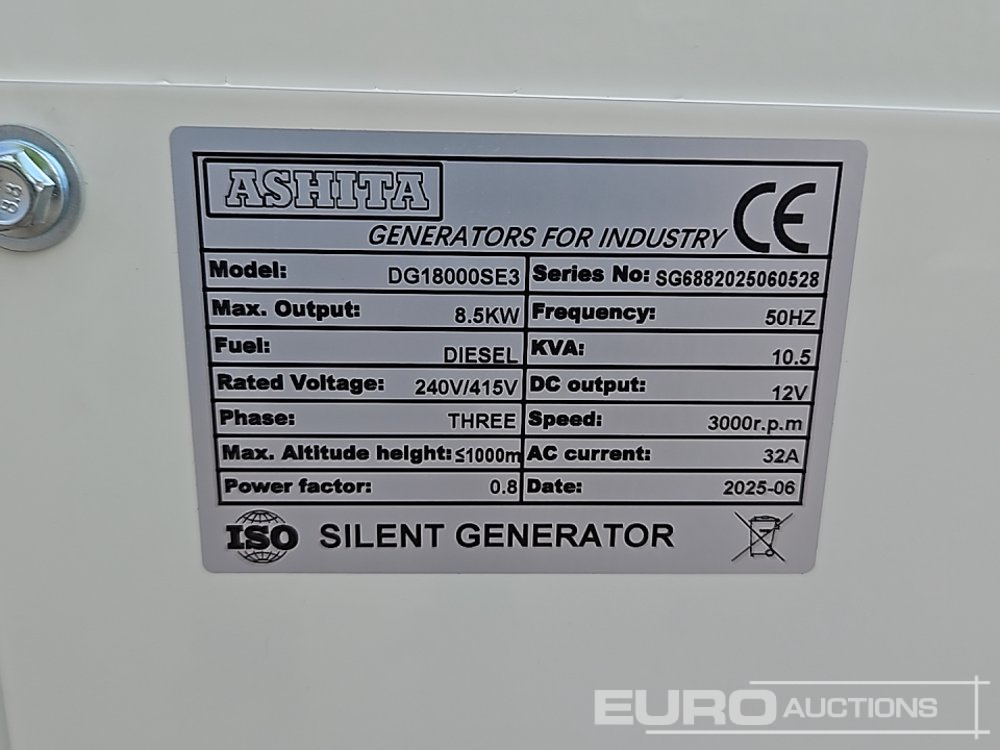 ASHITA
GENERATORS FOR INDUSTRY CE
Model: DG18000SE3 Series No: SG6882025060528
Max. Output: 8.5KW Frequency: 50HZ
Fuel: DIESEL KVA: 10.5
Rated Voltage: 240V/415V DC output: 12V
Phase: THREE Speed: 3000r.p.m
Max. Altitude height: ≤1000m AC current: 32A
Power factor: 0.8 Date: 2025-06
ISO SILENT GENERATOR
8.8
EURO AUCTIONS